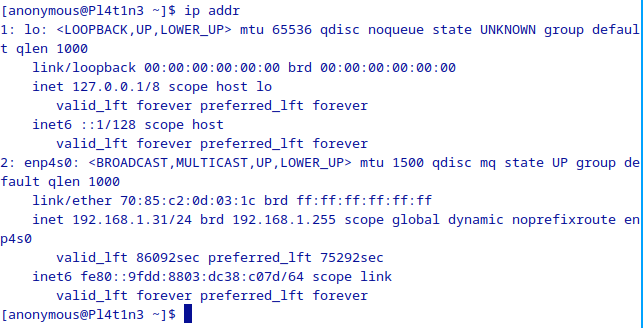 [anonymous@Pl4t1n3 ~]$ ip addr
1: lo: <LOOPBACK,UP,LOWER_UP> mtu 65536 qdisc noqueue state UNKNOWN group defaul
t qlen 1000
    link/loopback 00:00:00:00:00:00 brd 00:00:00:00:00:00
    inet 127.0.0.1/8 scope host lo
       valid_lft forever preferred_lft forever
    inet6 ::1/128 scope host
       valid_lft forever preferred_lft forever
2: enp4s0: <BROADCAST,MULTICAST,UP,LOWER_UP> mtu 1500 qdisc mq state UP group de
fault qlen 1000
    link/ether 70:85:c2:0d:03:1c brd ff:ff:ff:ff:ff:ff
    inet 192.168.1.31/24 brd 192.168.1.255 scope global dynamic noprefixroute en
p4s0
       valid_lft 86092sec preferred_lft 75292sec
    inet6 fe80::9fdd:8803:dc38:c07d/64 scope link
       valid_lft forever preferred_lft forever
[anonymous@Pl4t1n3 ~]$